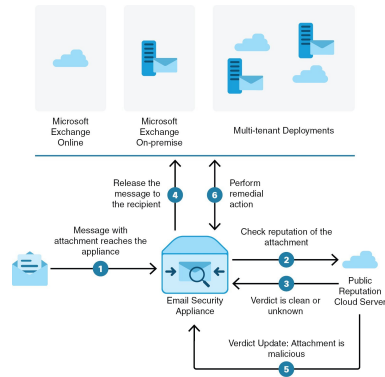 Microsoft
Exchange
Online
Microsoft
Exchange
On-premise
Multi-tenant Deployments
Release the
message to
the recipient
4
6
Perform
remedial
action
Message with
attachment reaches the
appliance
1
Check reputation of the
attachment
2
3
Verdict is clean or
unknown
Email Security
Appliance
Public
Reputation
Cloud Server
Verdict Update: Attachment is
malicious
5